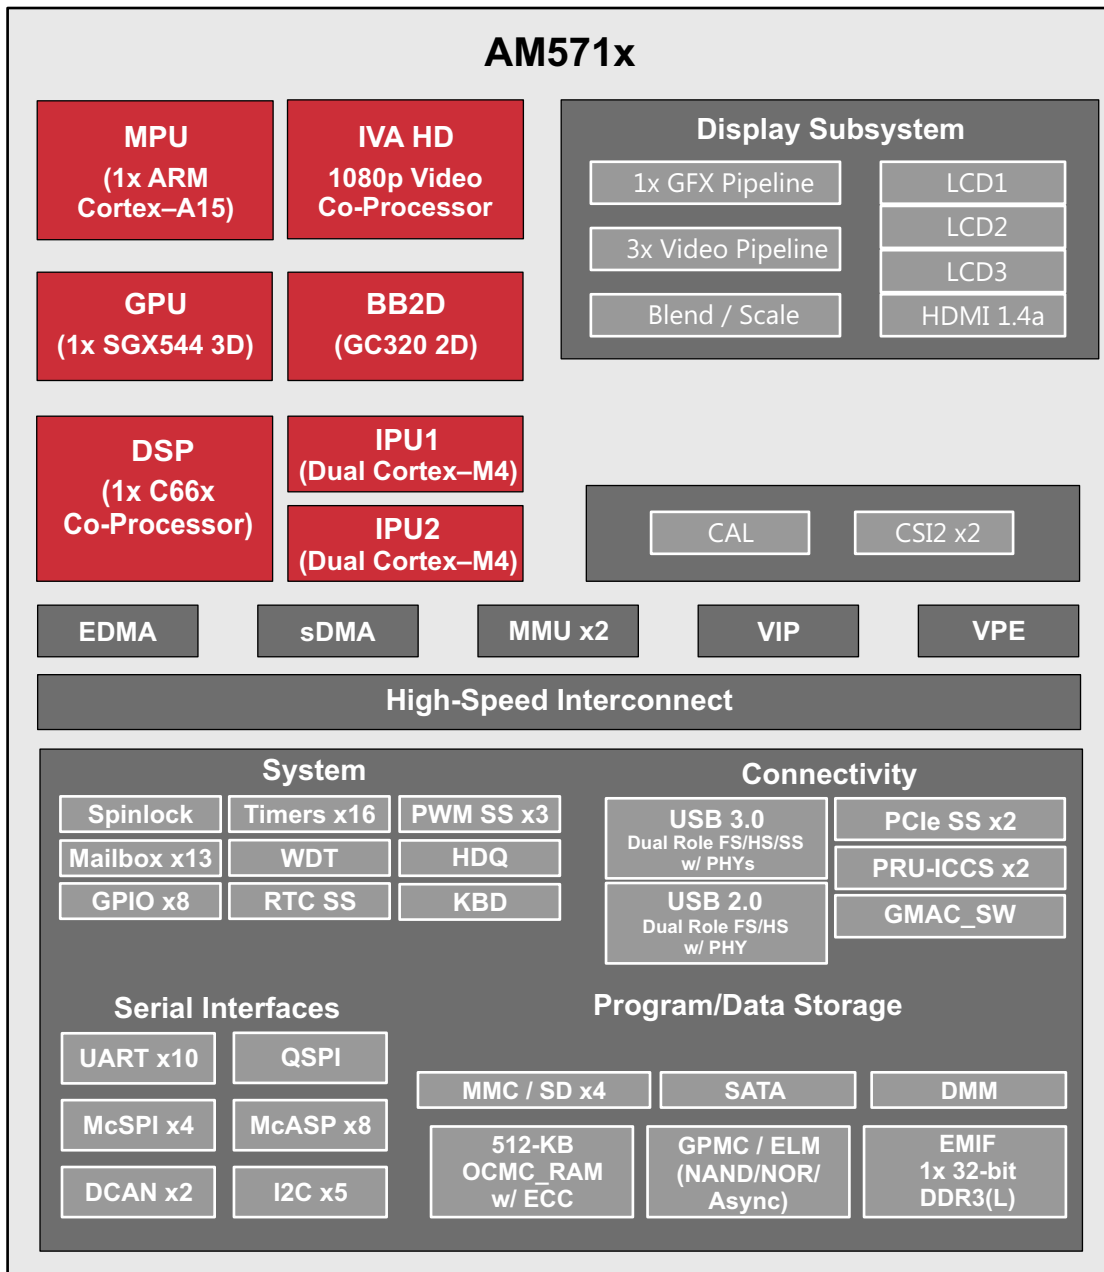 AM571x
MPU
(1x ARM
Cortex–A15)
IVA HD
1080p Video
Co-Processor
Display Subsystem
1x GFX Pipeline
3x Video Pipeline
Blend / Scale
LCD1
LCD2
LCD3
HDMI 1.4a
GPU
(1x SGX544 3D)
BB2D
(GC320 2D)
DSP
(1x C66x
Co-Processor)
IPU1
(Dual Cortex–M4)
IPU2
(Dual Cortex–M4)
CAL
CSI2 x2
EDMA
sDMA
MMU x2
VIP
VPE
High-Speed Interconnect
System
Spinlock
Timers x16
PWM SS x3
Mailbox x13
WDT
HDQ
GPIO x8
RTC SS
KBD
Connectivity
USB 3.0
Dual Role FS/HS/SS
w/ PHYs
USB 2.0
Dual Role FS/HS
w/ PHY
PCIe SS x2
PRU-ICCS x2
GMAC_SW
Serial Interfaces
UART x10
QSPI
McSPI x4
McASP x8
DCAN x2
I2C x5
Program/Data Storage
MMC / SD x4
SATA
DMM
512-KB
OCMC_RAM
w/ ECC
GPMC / ELM
(NAND/NOR/
Async)
EMIF
1x 32-bit
DDR3(L)